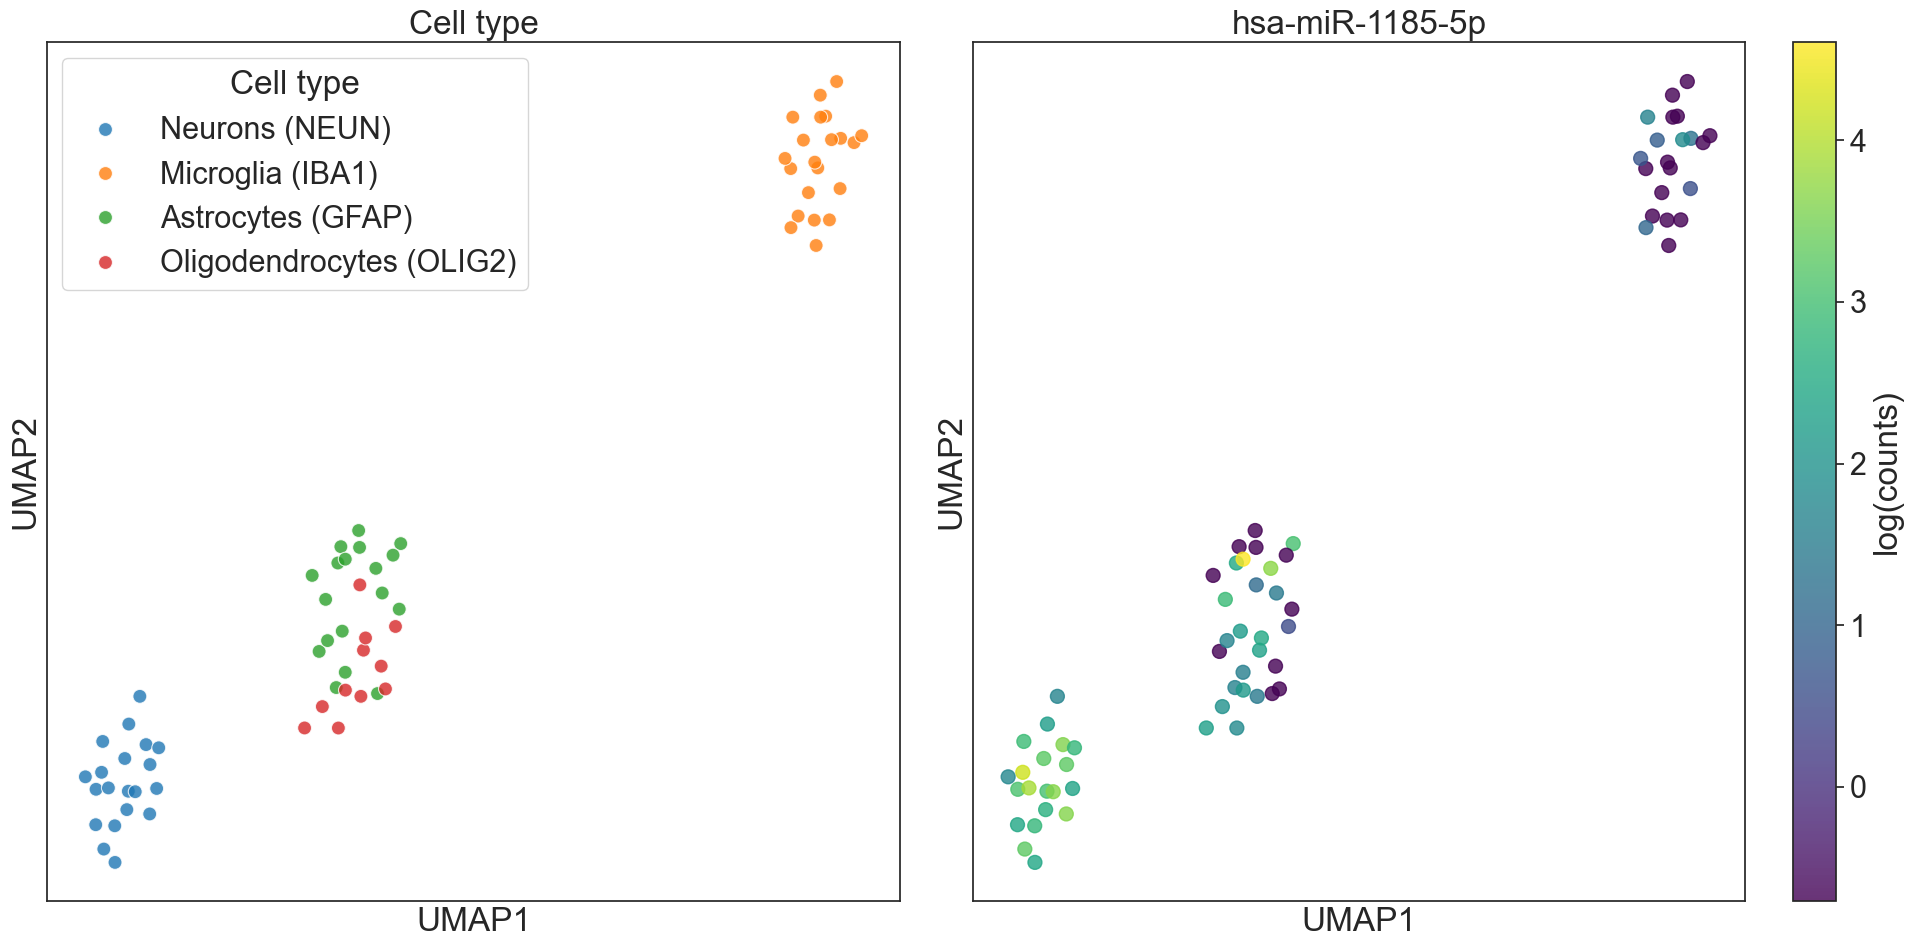 Cell type
Cell type
Neurons (NEUN)
Microglia (IBA1)
Astrocytes (GFAP)
Oligodendrocytes (OLIG2)
UMAP2
UMAP1
hsa-miR-1185-5p
UMAP2
UMAP1
4
3
2
1
0
log(counts)